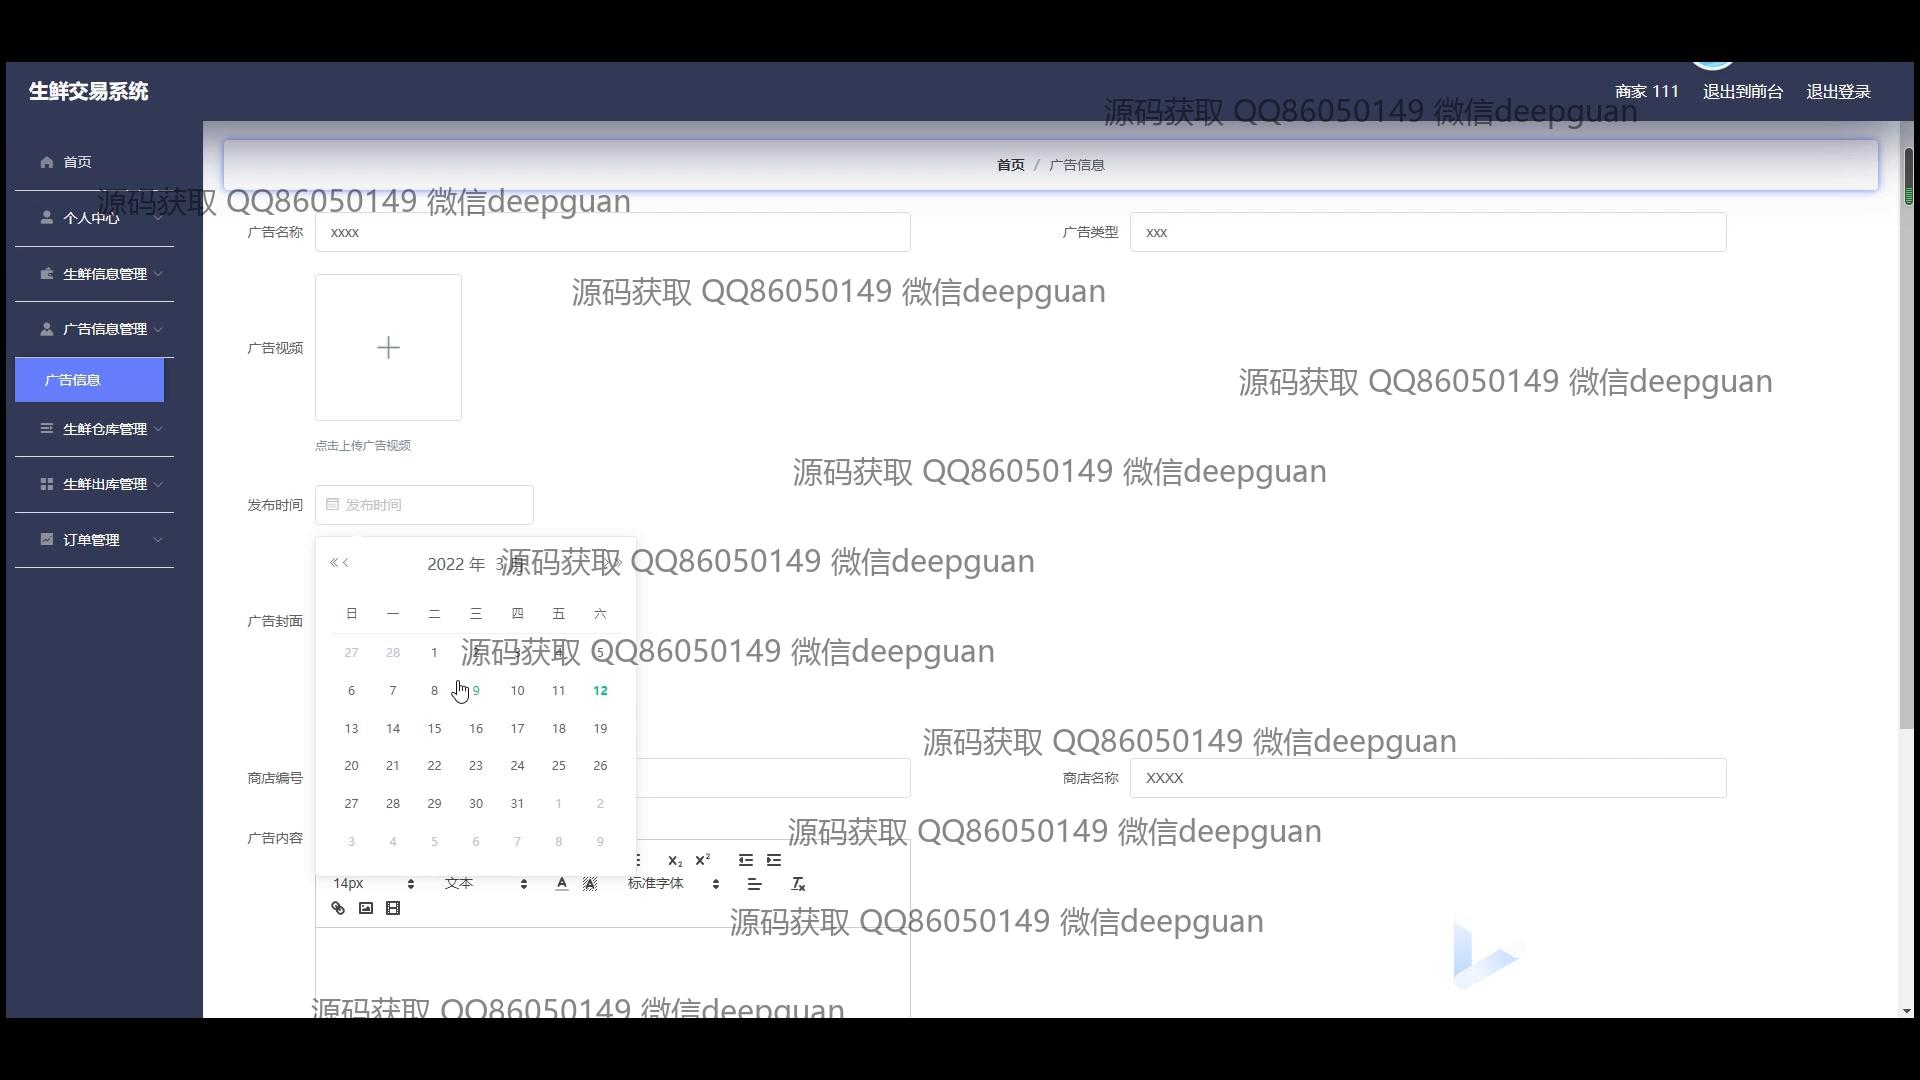 生鲜交易系统
商家 111 退出到前台 退出登录
源码获取 QQ86050149 微信deepguan
首页
首页 / 广告信息
源码获取 QQ86050149 微信deepguan
个人中心
广告名称 xxxx 广告类型 xxx
生鲜信息管理
源码获取 QQ86050149 微信deepguan
广告信息管理
广告视频
广告信息
源码获取 QQ86050149 微信deepguan
生鲜仓库管理
点击上传广告视频
源码获取 QQ86050149 微信deepguan
生鲜出库管理
发布时间 发布时间
订单管理
2022 年 3 月
源码获取 QQ86050149 微信deepguan
日 一 二 三 四 五 六
广告封面
27 28 1 2 3 4 5
源码获取 QQ86050149 微信deepguan
6 7 8 9 10 11 12
13 14 15 16 17 18 19
源码获取 QQ86050149 微信deepguan
20 21 22 23 24 25 26
商店编号 商店名称 XXXX
27 28 29 30 31 1 2
源码获取 QQ86050149 微信deepguan
广告内容
3 4 5 6 7 8 9
14px 文本 标准字体
源码获取 QQ86050149 微信deepguan
源码获取 QQ86050149 微信deepguan